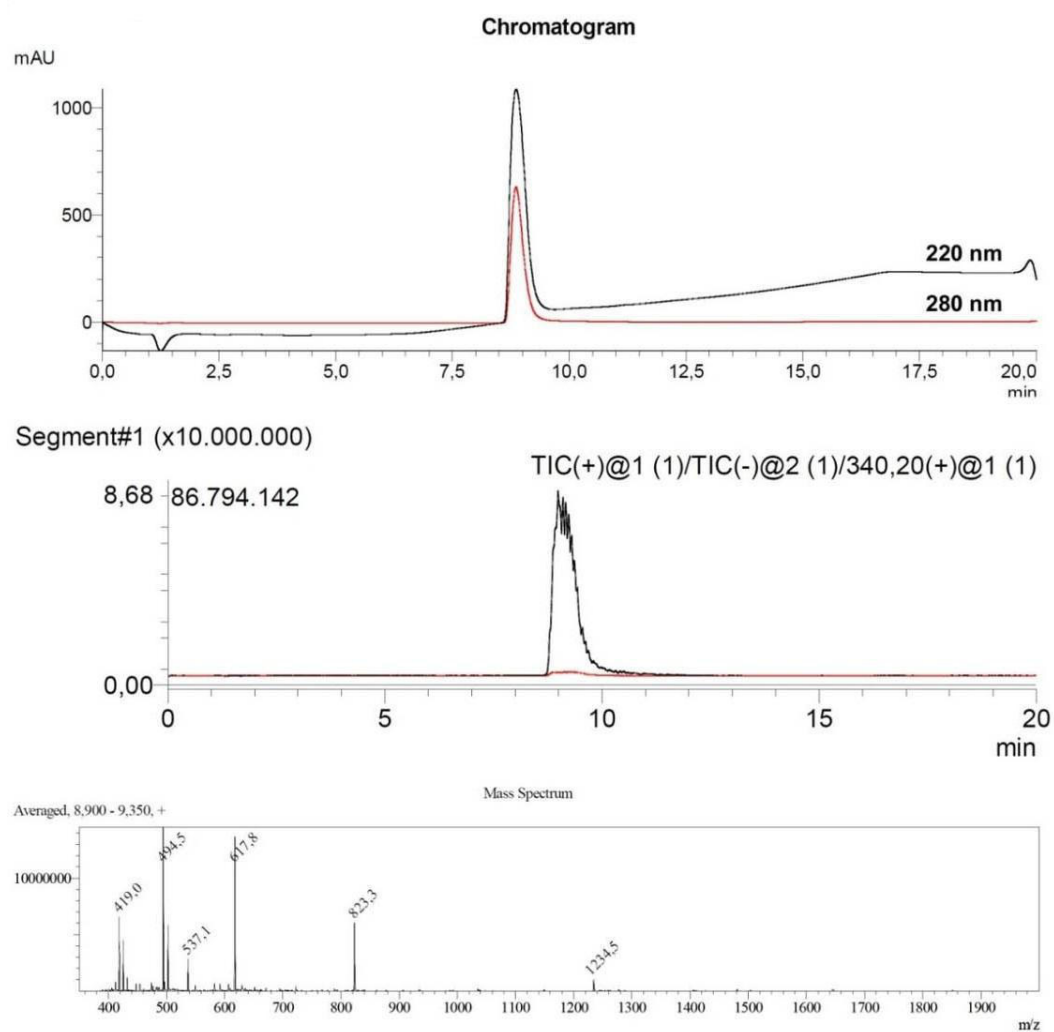 Chromatogram
mAU
1000
500
0
220 nm
280 nm
0,0 2,5 5,0 7,5 10,0 12,5 15,0 17,5 20,0
min
Segment#1 (x10.000.000)
TIC(+)@1 (1)/TIC(-)@2 (1)/340,20(+)@1 (1)
8,68 86.794.142
0,00
0 5 10 15 20
min
Mass Spectrum
Averaged, 8,900 - 9,350, +
10000000
419,0
494,5
537,1
617,8
823,3
1234,5
400 500 600 700 800 900 1000 1100 1200 1300 1400 1500 1600 1700 1800 1900
m/z